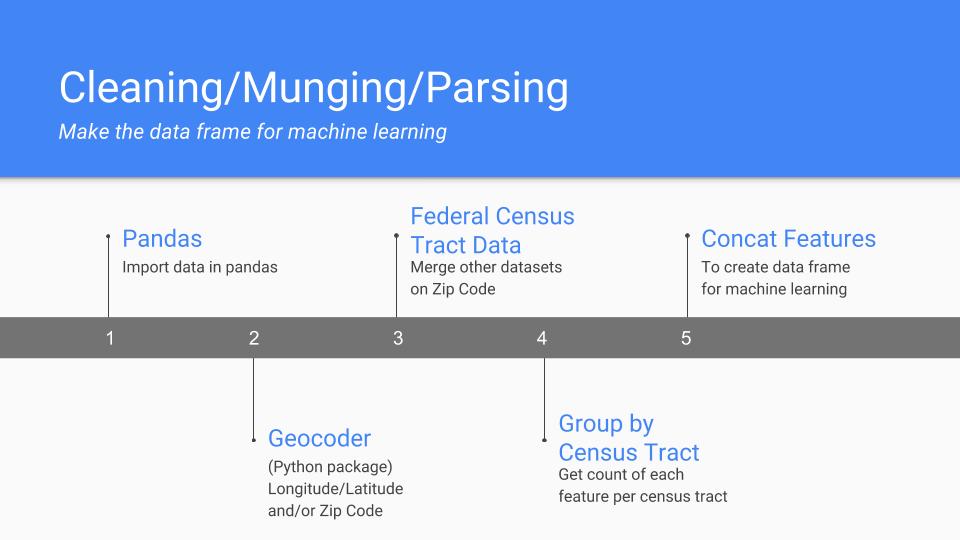 Cleaning/Munging/Parsing
Make the data frame for machine learning
Pandas
Import data in pandas
Federal Census
Tract Data
Merge other datasets
on Zip Code
Concat Features
To create data frame
for machine learning
1 2 3 4 5
Geocoder
(Python package)
Longitude/Latitude
and/or Zip Code
Group by
Census Tract
Get count of each
feature per census tract